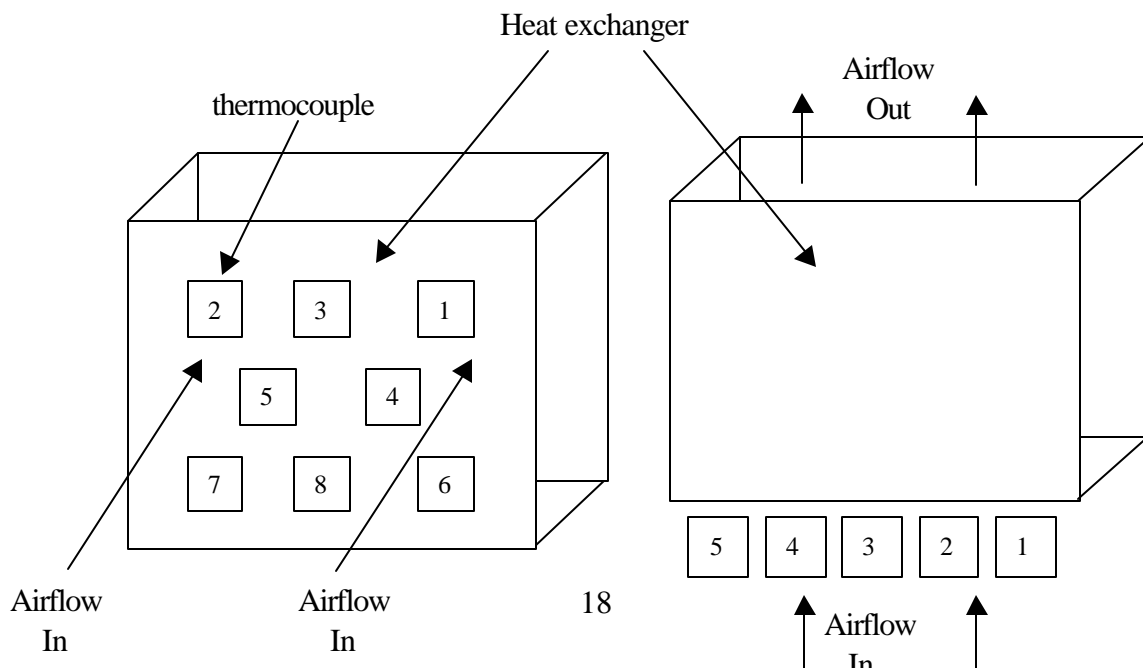 Heat exchanger
Airflow
Out
thermocouple
2 3 1
5 4
7 8 6
5 4 3 2 1
Airflow
In
Airflow
In
18
Airflow
In